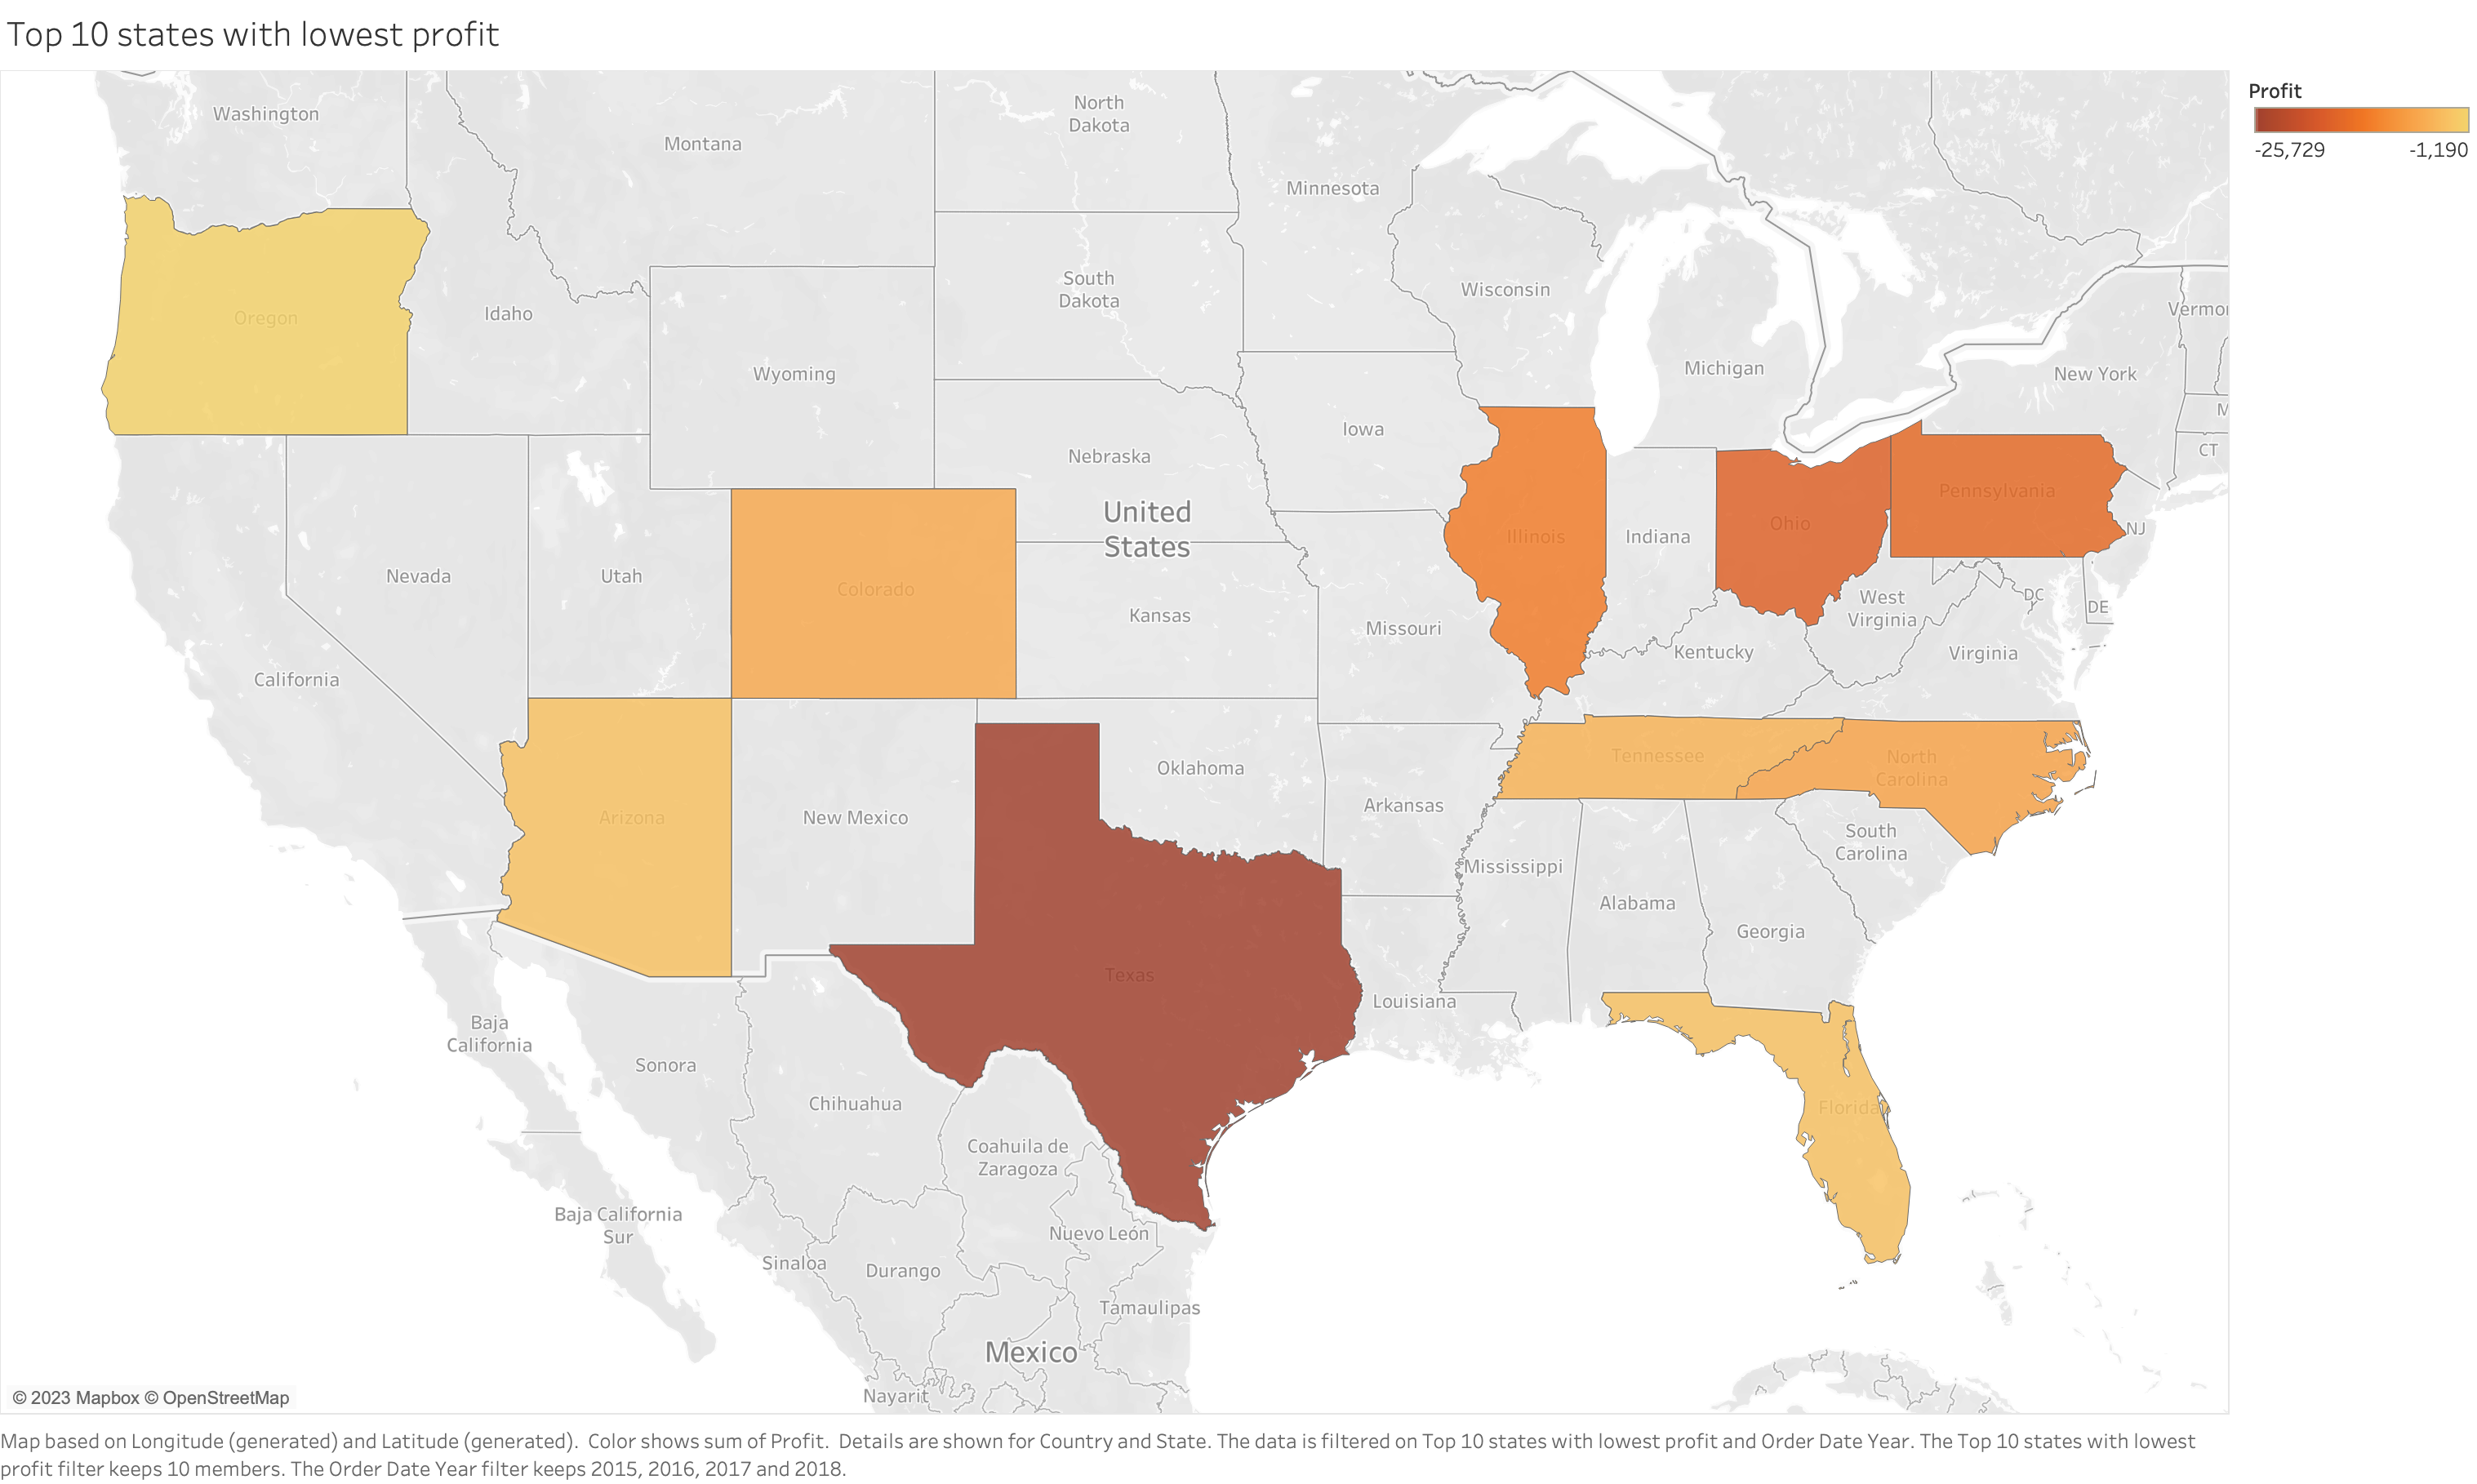 Top 10 states with lowest profit
Profit
-25,729
-1,190
Washington
Montana
North
Dakota
Minnesota
Oregon
Idaho
South
Dakota
Wisconsin
Vermo
Wyoming
Michigan
New York
M
Iowa
Nebraska
CT
United
States
Pennsylvania
Ohio
NJ
Illinois
Indiana
Nevada
Utah
Colorado
Kansas
Missouri
West
Virginia
DC
DE
Kentucky
Virginia
California
Tennessee
North
Carolina
Oklahoma
Arkansas
Arizona
New Mexico
South
Carolina
Mississippi
Alabama
Georgia
Texas
Louisiana
Baja
California
Sonora
Chihuahua
Florida
Coahuila de
Zaragoza
Baja California
Sur
Nuevo León
Sinaloa
Durango
Tamaulipas
Mexico
Nayarit
© 2023 Mapbox © OpenStreetMap
Map based on Longitude (generated) and Latitude (generated).  Color shows sum of Profit.  Details are shown for Country and State. The data is filtered on Top 10 states with lowest profit and Order Date Year. The Top 10 states with lowest
profit filter keeps 10 members. The Order Date Year filter keeps 2015, 2016, 2017 and 2018.